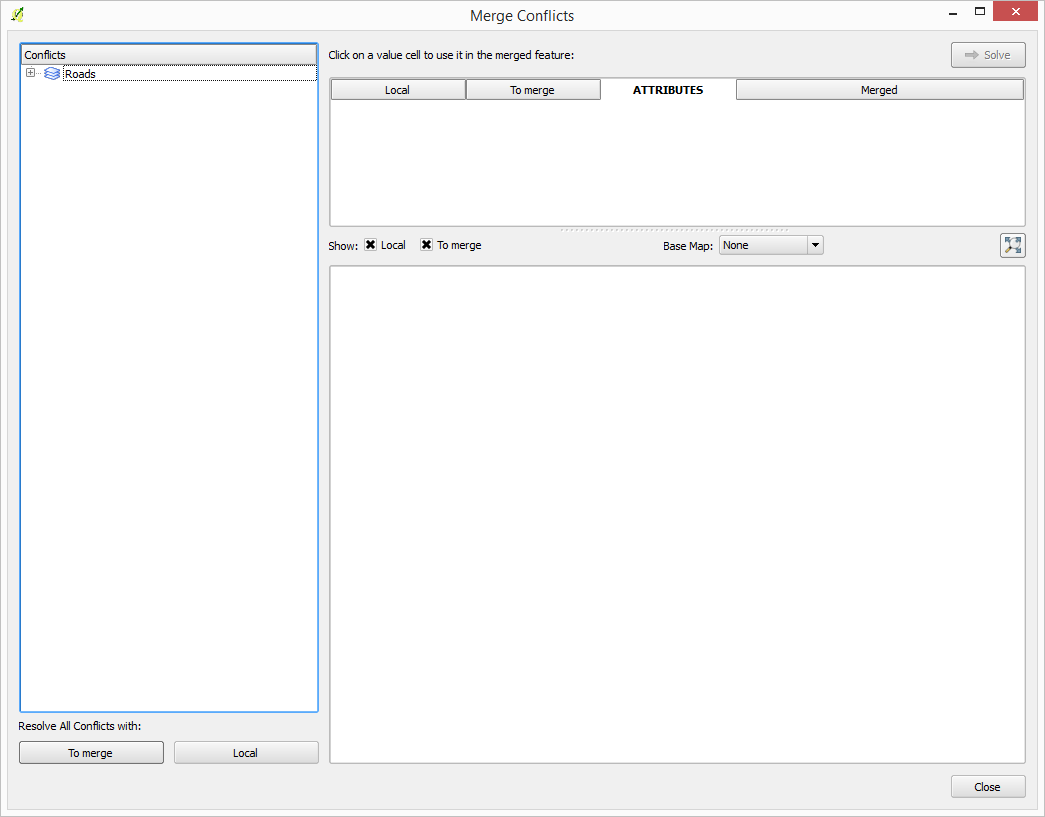 Merge Conflicts
Conflicts
Roads
Click on a value cell to use it in the merged feature:
Solve
Local To merge ATTRIBUTES Merged
Show: Local To merge Base Map: None
Resolve All Conflicts with:
To merge Local
Close